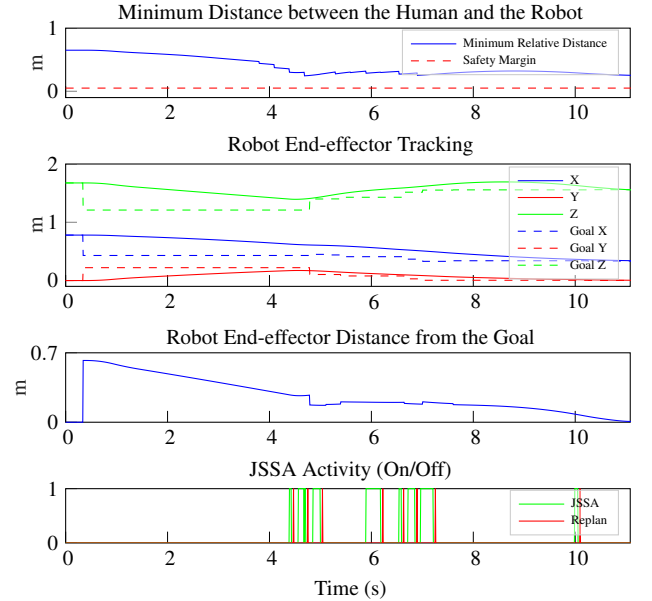 Minimum Distance between the Human and the Robot
1
m
0
Minimum Relative Distance
Safety Margin
0 2 4 6 8 10
Robot End-effector Tracking
2
m
1
0
X
Y
Z
Goal X
Goal Y
Goal Z
0 2 4 6 8 10
Robot End-effector Distance from the Goal
0.7
m
0
0 2 4 6 8 10
JSSA Activity (On/Off)
1
0
JSSA
Replan
0 2 4 6 8 10
Time (s)